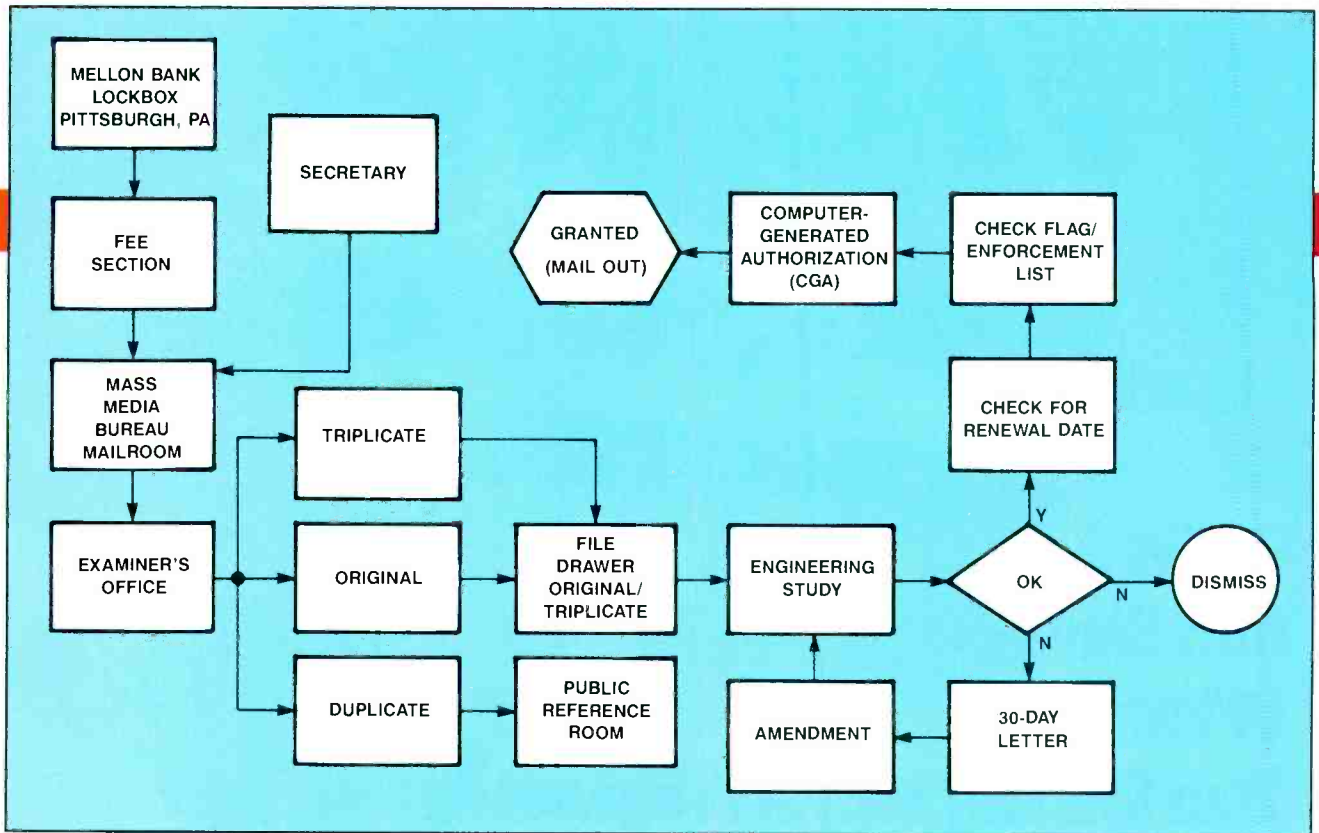 MELLON BANK
LOCKBOX
PITTSBURGH, PA
SECRETARY
FEE
SECTION
GRANTED
(MAIL OUT)
COMPUTER-
GENERATED
AUTHORIZATION
(CGA)
CHECK FLAG/
ENFORCEMENT
LIST
MASS
MEDIA
BUREAU
MAILROOM
TRIPLICATE
CHECK FOR
RENEWAL DATE
EXAMINER'S
OFFICE
ORIGINAL
FILE
DRAWER
ORIGINAL/
TRIPLICATE
ENGINEERING
STUDY
Y
OK
N
DISMISS
N
DUPLICATE
PUBLIC
REFERENCE
ROOM
AMENDMENT
30-DAY
LETTER